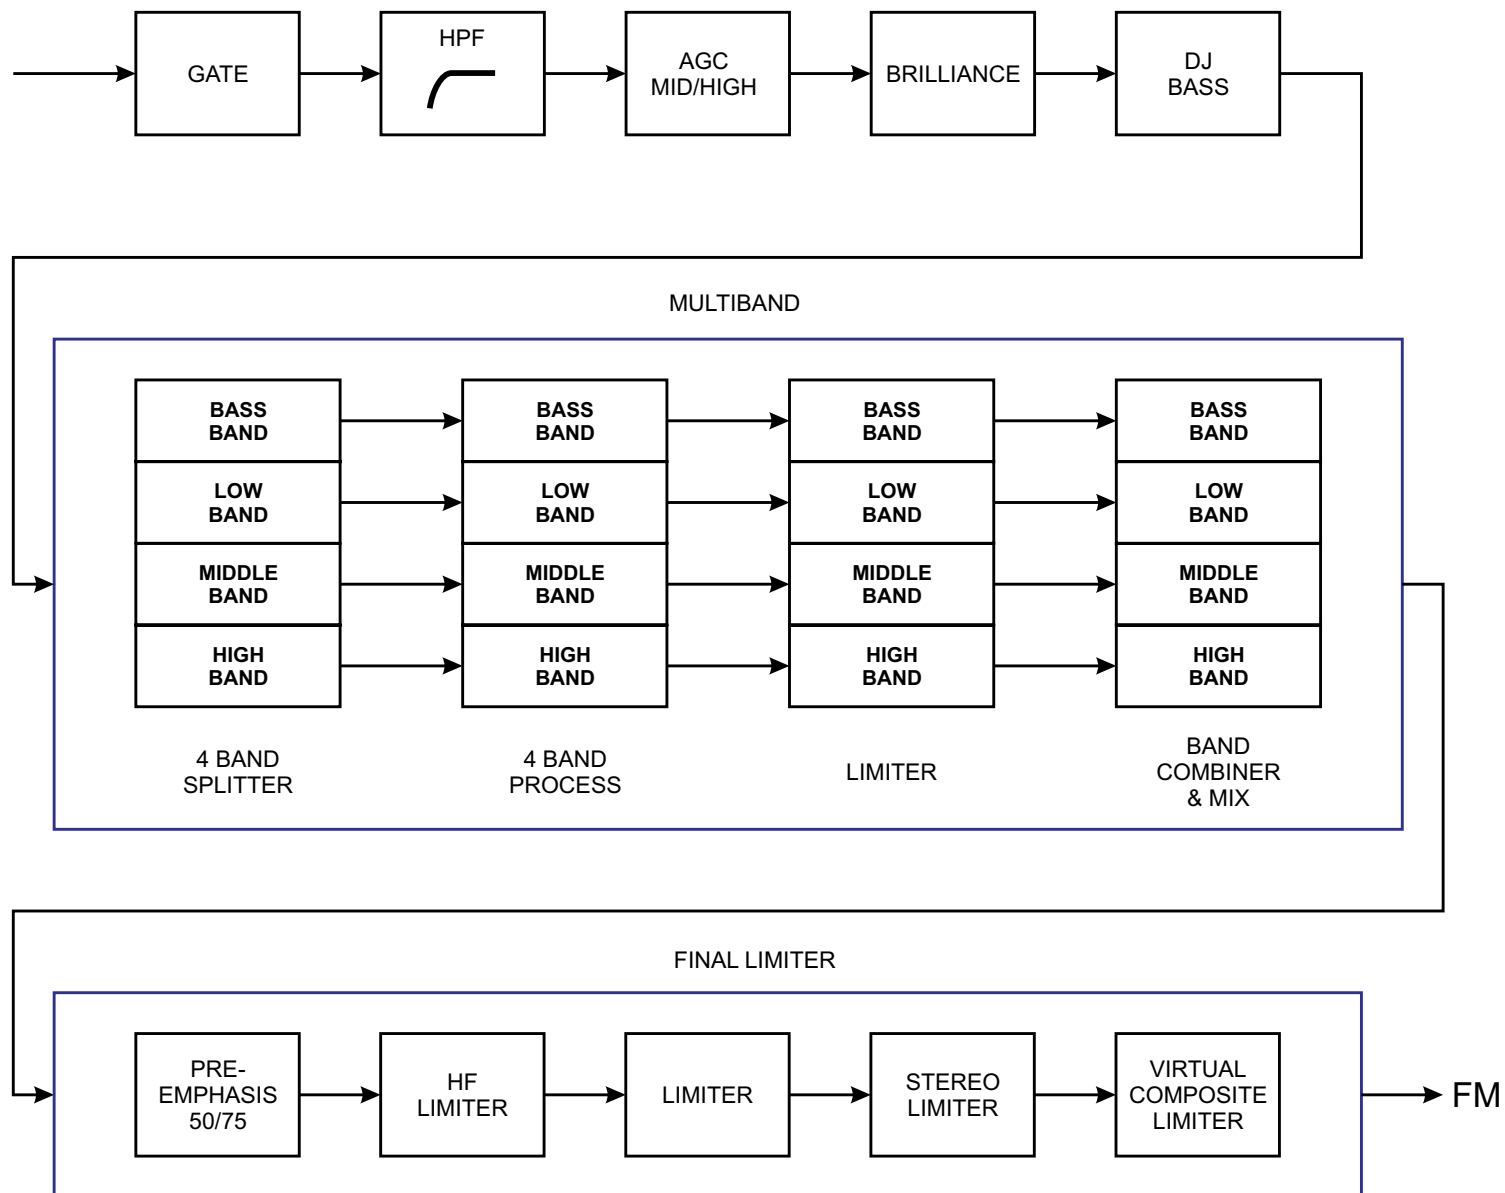 GATE
HPF
AGC
MID/HIGH
BRILLIANCE
DJ
BASS
MULTIBAND
BASS
BAND
BASS
BAND
BASS
BAND
BASS
BAND
LOW
BAND
LOW
BAND
LOW
BAND
LOW
BAND
MIDDLE
BAND
MIDDLE
BAND
MIDDLE
BAND
MIDDLE
BAND
HIGH
BAND
HIGH
BAND
HIGH
BAND
HIGH
BAND
4 BAND
SPLITTER
4 BAND
PROCESS
LIMITER
BAND
COMBINER
& MIX
FINAL LIMITER
PRE-
EMPHASIS
50/75
HF
LIMITER
LIMITER
STEREO
LIMITER
VIRTUAL
COMPOSITE
LIMITER
FM